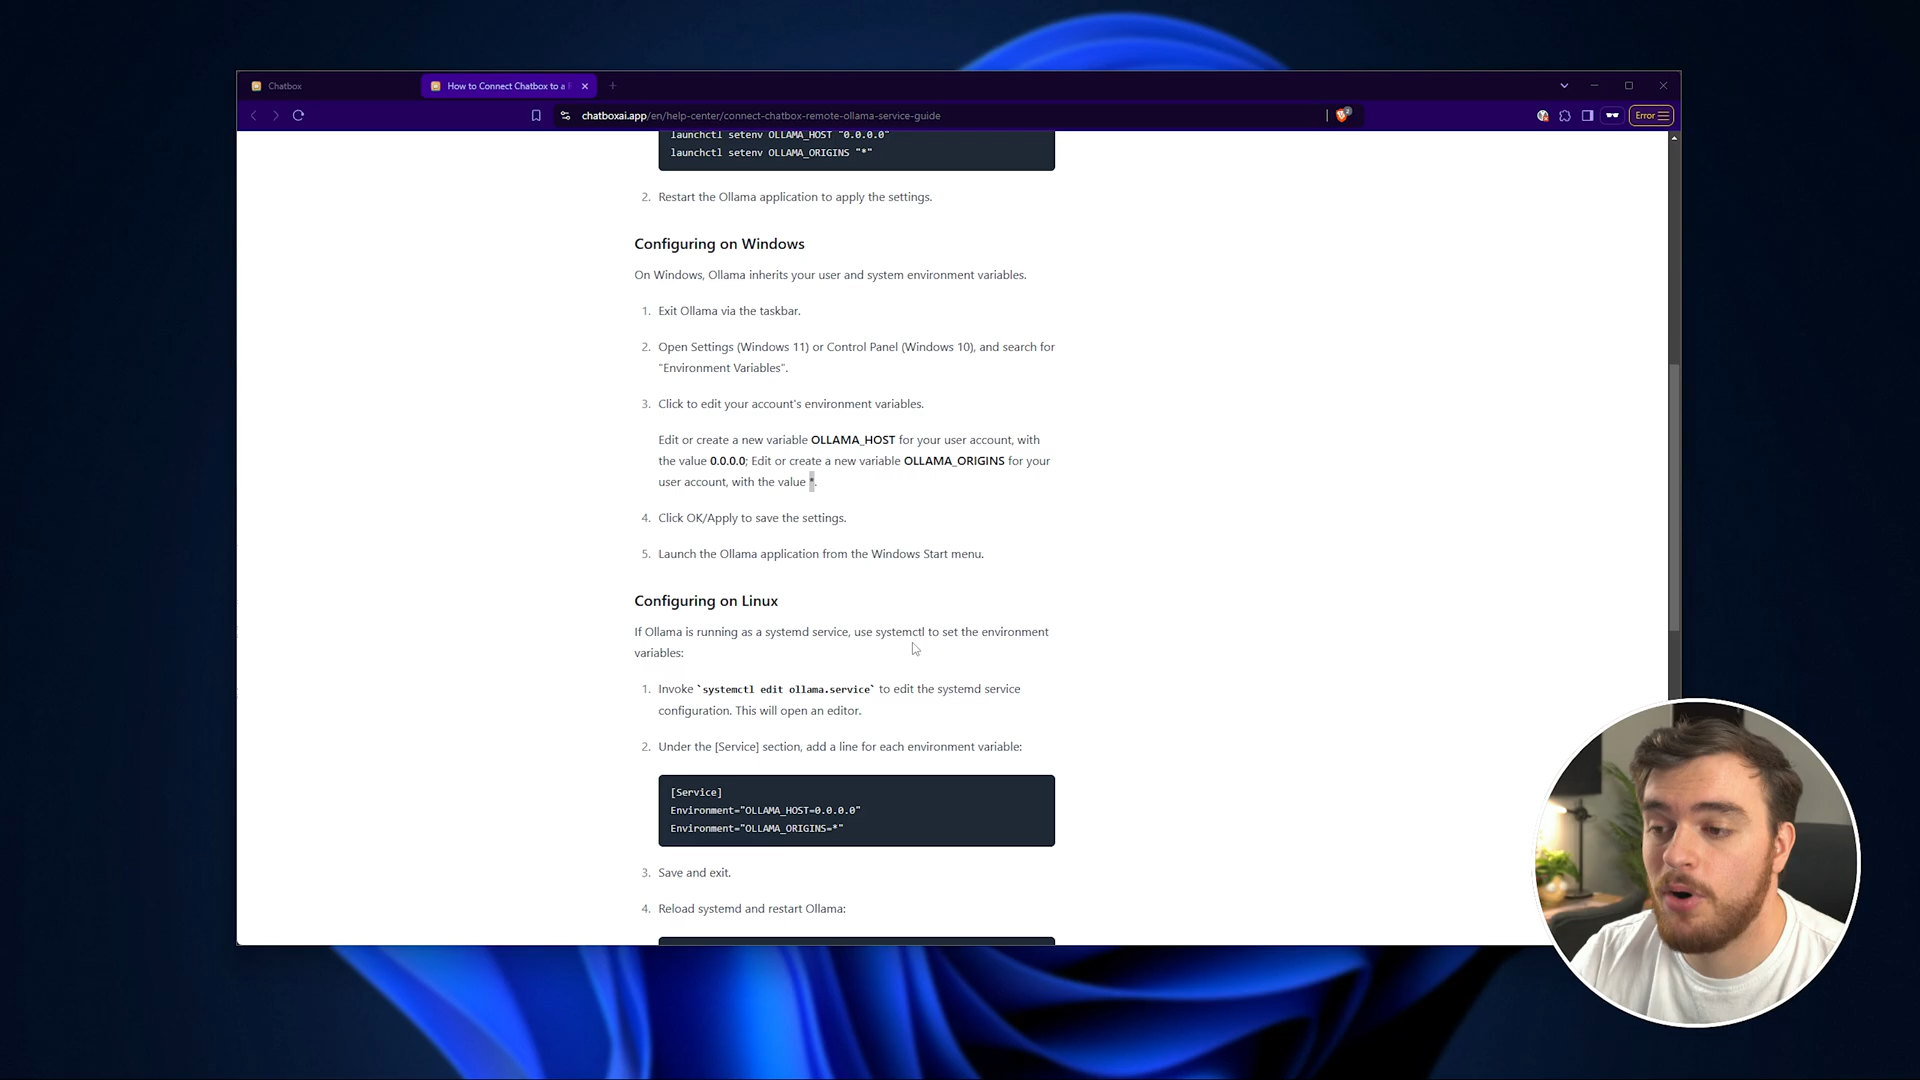 Chatbox
How to Connect Chatbox to a
chatboxai.app/en/help-center/connect-chatbox-remote-ollama-service-guide
2
Error
launchctl setenv OLLAMA_HOST "0.0.0.0"
launchctl setenv OLLAMA_ORIGINS "*"
2. Restart the Ollama application to apply the settings.
Configuring on Windows
On Windows, Ollama inherits your user and system environment variables.
1. Exit Ollama via the taskbar.
2. Open Settings (Windows 11) or Control Panel (Windows 10), and search for
"Environment Variables".
3. Click to edit your account's environment variables.
Edit or create a new variable OLLAMA_HOST for your user account, with
the value 0.0.0.0; Edit or create a new variable OLLAMA_ORIGINS for your
user account, with the value *.
4. Click OK/Apply to save the settings.
5. Launch the Ollama application from the Windows Start menu.
Configuring on Linux
If Ollama is running as a systemd service, use systemctl to set the environment
variables:
1. Invoke `systemctl edit ollama.service` to edit the systemd service
configuration. This will open an editor.
2. Under the [Service] section, add a line for each environment variable:
[Service]
Environment="OLLAMA_HOST=0.0.0.0"
Environment="OLLAMA_ORIGINS=*"
3. Save and exit.
4. Reload systemd and restart Ollama: